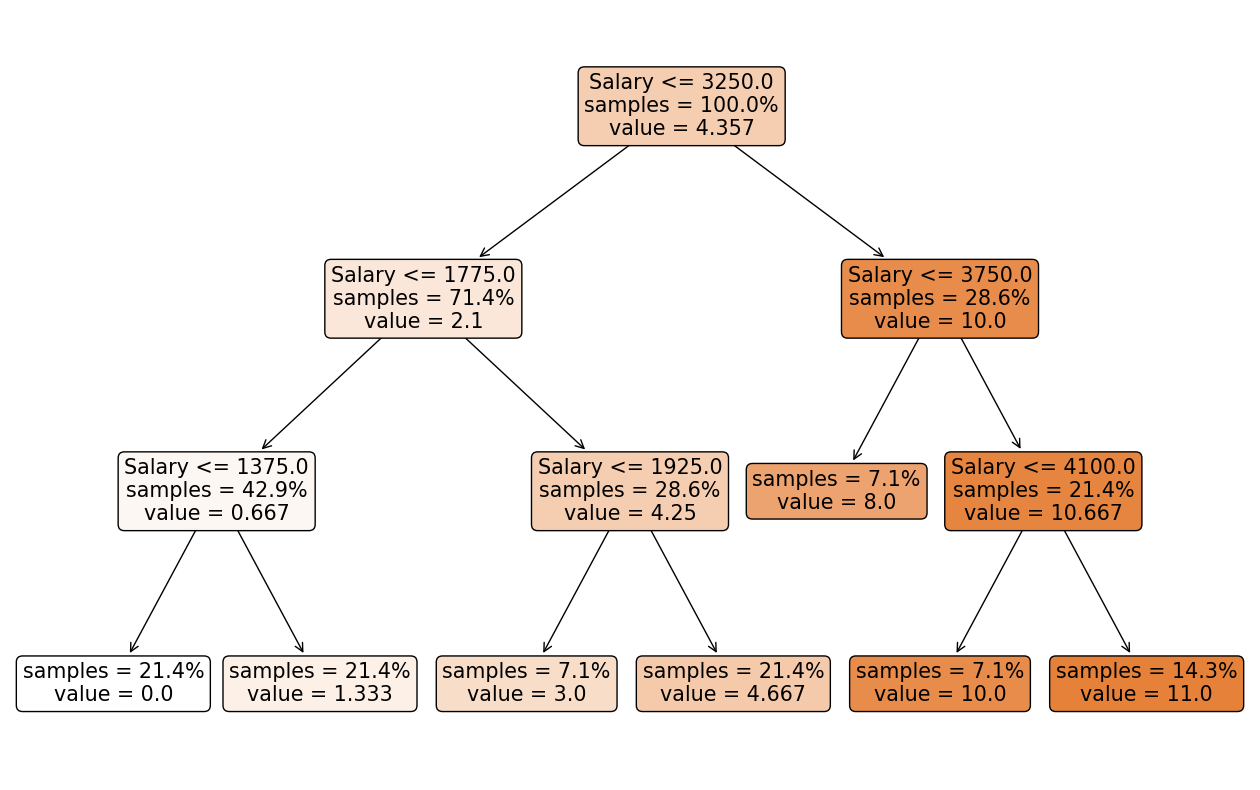 Salary <= 3250.0
samples = 100.0%
value = 4.357
Salary <= 1775.0
samples = 71.4%
value = 2.1
Salary <= 3750.0
samples = 28.6%
value = 10.0
Salary <= 1375.0
samples = 42.9%
value = 0.667
Salary <= 1925.0
samples = 28.6%
value = 4.25
samples = 7.1%
value = 8.0
Salary <= 4100.0
samples = 21.4%
value = 10.667
samples = 21.4%
value = 0.0
samples = 21.4%
value = 1.333
samples = 7.1%
value = 3.0
samples = 21.4%
value = 4.667
samples = 7.1%
value = 10.0
samples = 14.3%
value = 11.0